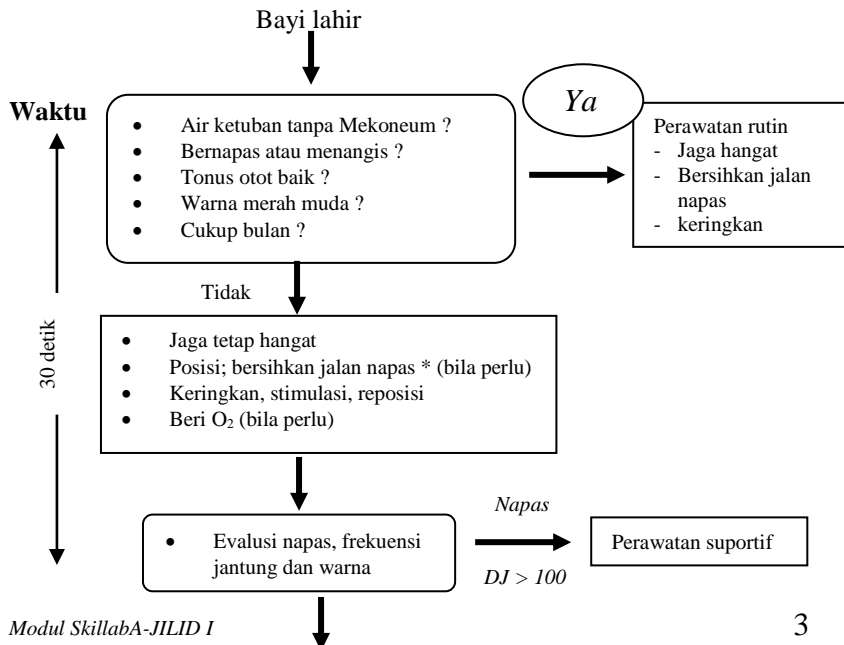 Bayi lahir
Waktu
• Air ketuban tanpa Mekoneum ?
• Bernapas atau menangis ?
• Tonus otot baik ?
• Warna merah muda ?
• Cukup bulan ?
Ya
Perawatan rutin
- Jaga hangat
- Bersihkan jalan
napas
- keringkan
Tidak
30 detik
• Jaga tetap hangat
• Posisi; bersihkan jalan napas * (bila perlu)
• Keringkan, stimulasi, reposisi
• Beri O₂ (bila perlu)
• Evalusi napas, frekuensi
jantung dan warna
Napas
DJ > 100
Perawatan suportif
Modul SkillabA-JILID I
3